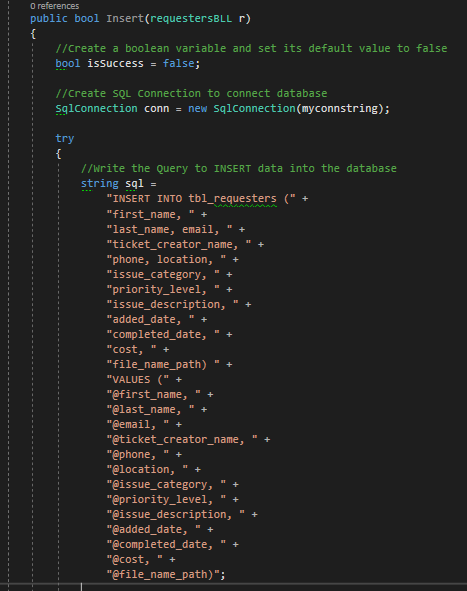 0 references
public bool Insert(requestersBLL r)
{
//Create a boolean variable and set its default value to false
bool isSuccess = false;
//Create SQL Connection to connect database
SqlConnection conn = new SqlConnection(myconnstring);
try
{
//Write the Query to INSERT data into the database
string sql =
"INSERT INTO tbl_requesters (" +
"first_name, " +
"last_name, email, " +
"ticket_creator_name, " +
"phone, location, " +
"issue_category, " +
"priority_level, " +
"issue_description, " +
"added_date, " +
"completed_date, " +
"cost, " +
"file_name_path) " +
"VALUES (" +
"@first_name, " +
"@last_name, " +
"@email, " +
"@ticket_creator_name, " +
"@phone, " +
"@location, " +
"@issue_category, " +
"@priority_level, " +
"@issue_description, " +
"@added_date, " +
"@completed_date, " +
"@cost, " +
"@file_name_path)";